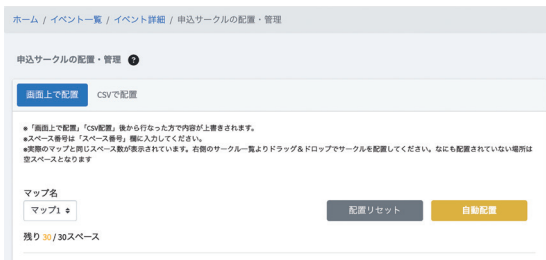 ホーム / イベント一覧 / イベント詳細 / 申込サークルの配置・管理
申込サークルの配置・管理 ?
画面上で配置 CSVで配置
※「画面上で配置」「CSV配置」後から行なった方で内容が上書きされます。
※スペース番号は「スペース番号」欄に入力してください。
※実際のマップと同じスペース数が表示されています。右側のサークル一覧よりドラッグ&ドロップでサークルを配置してください。なにも配置されていない場所は
空スペースとなります
マップ名
マップ1 配置リセット 自動配置
残り 30 / 30スペース